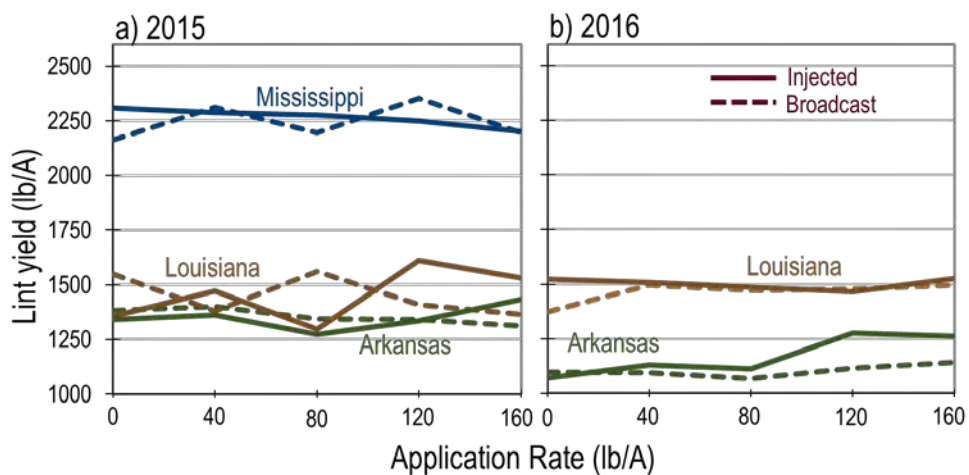 a) 2015
b) 2016
Lint yield (lb/A)
2500
2250
2000
1750
1500
1250
1000
Mississippi
Louisiana
Arkansas
0 40 80 120 160
Injected
Broadcast
Louisiana
Arkansas
0 40 80 120 160
Application Rate (lb/A)